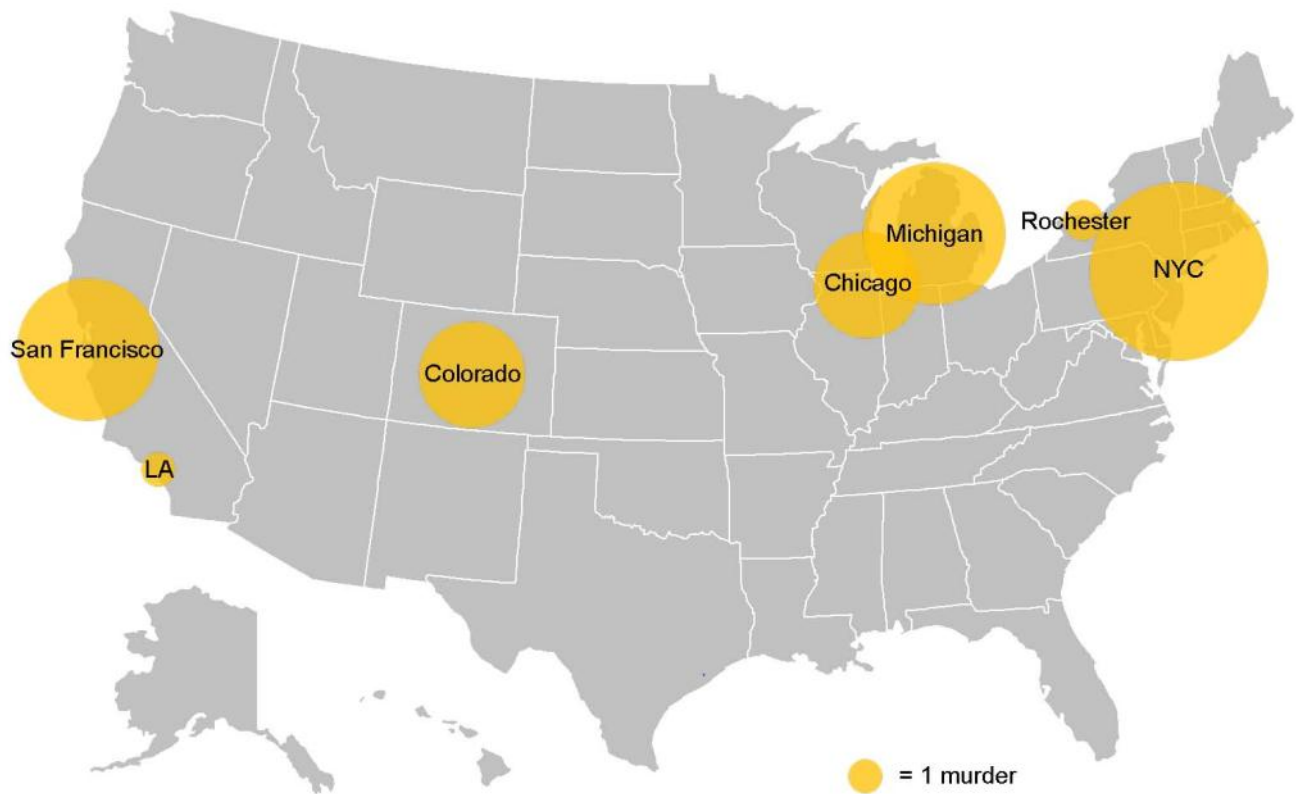 Rochester
Michigan
NYC
Chicago
San Francisco
Colorado
LA
= 1 murder